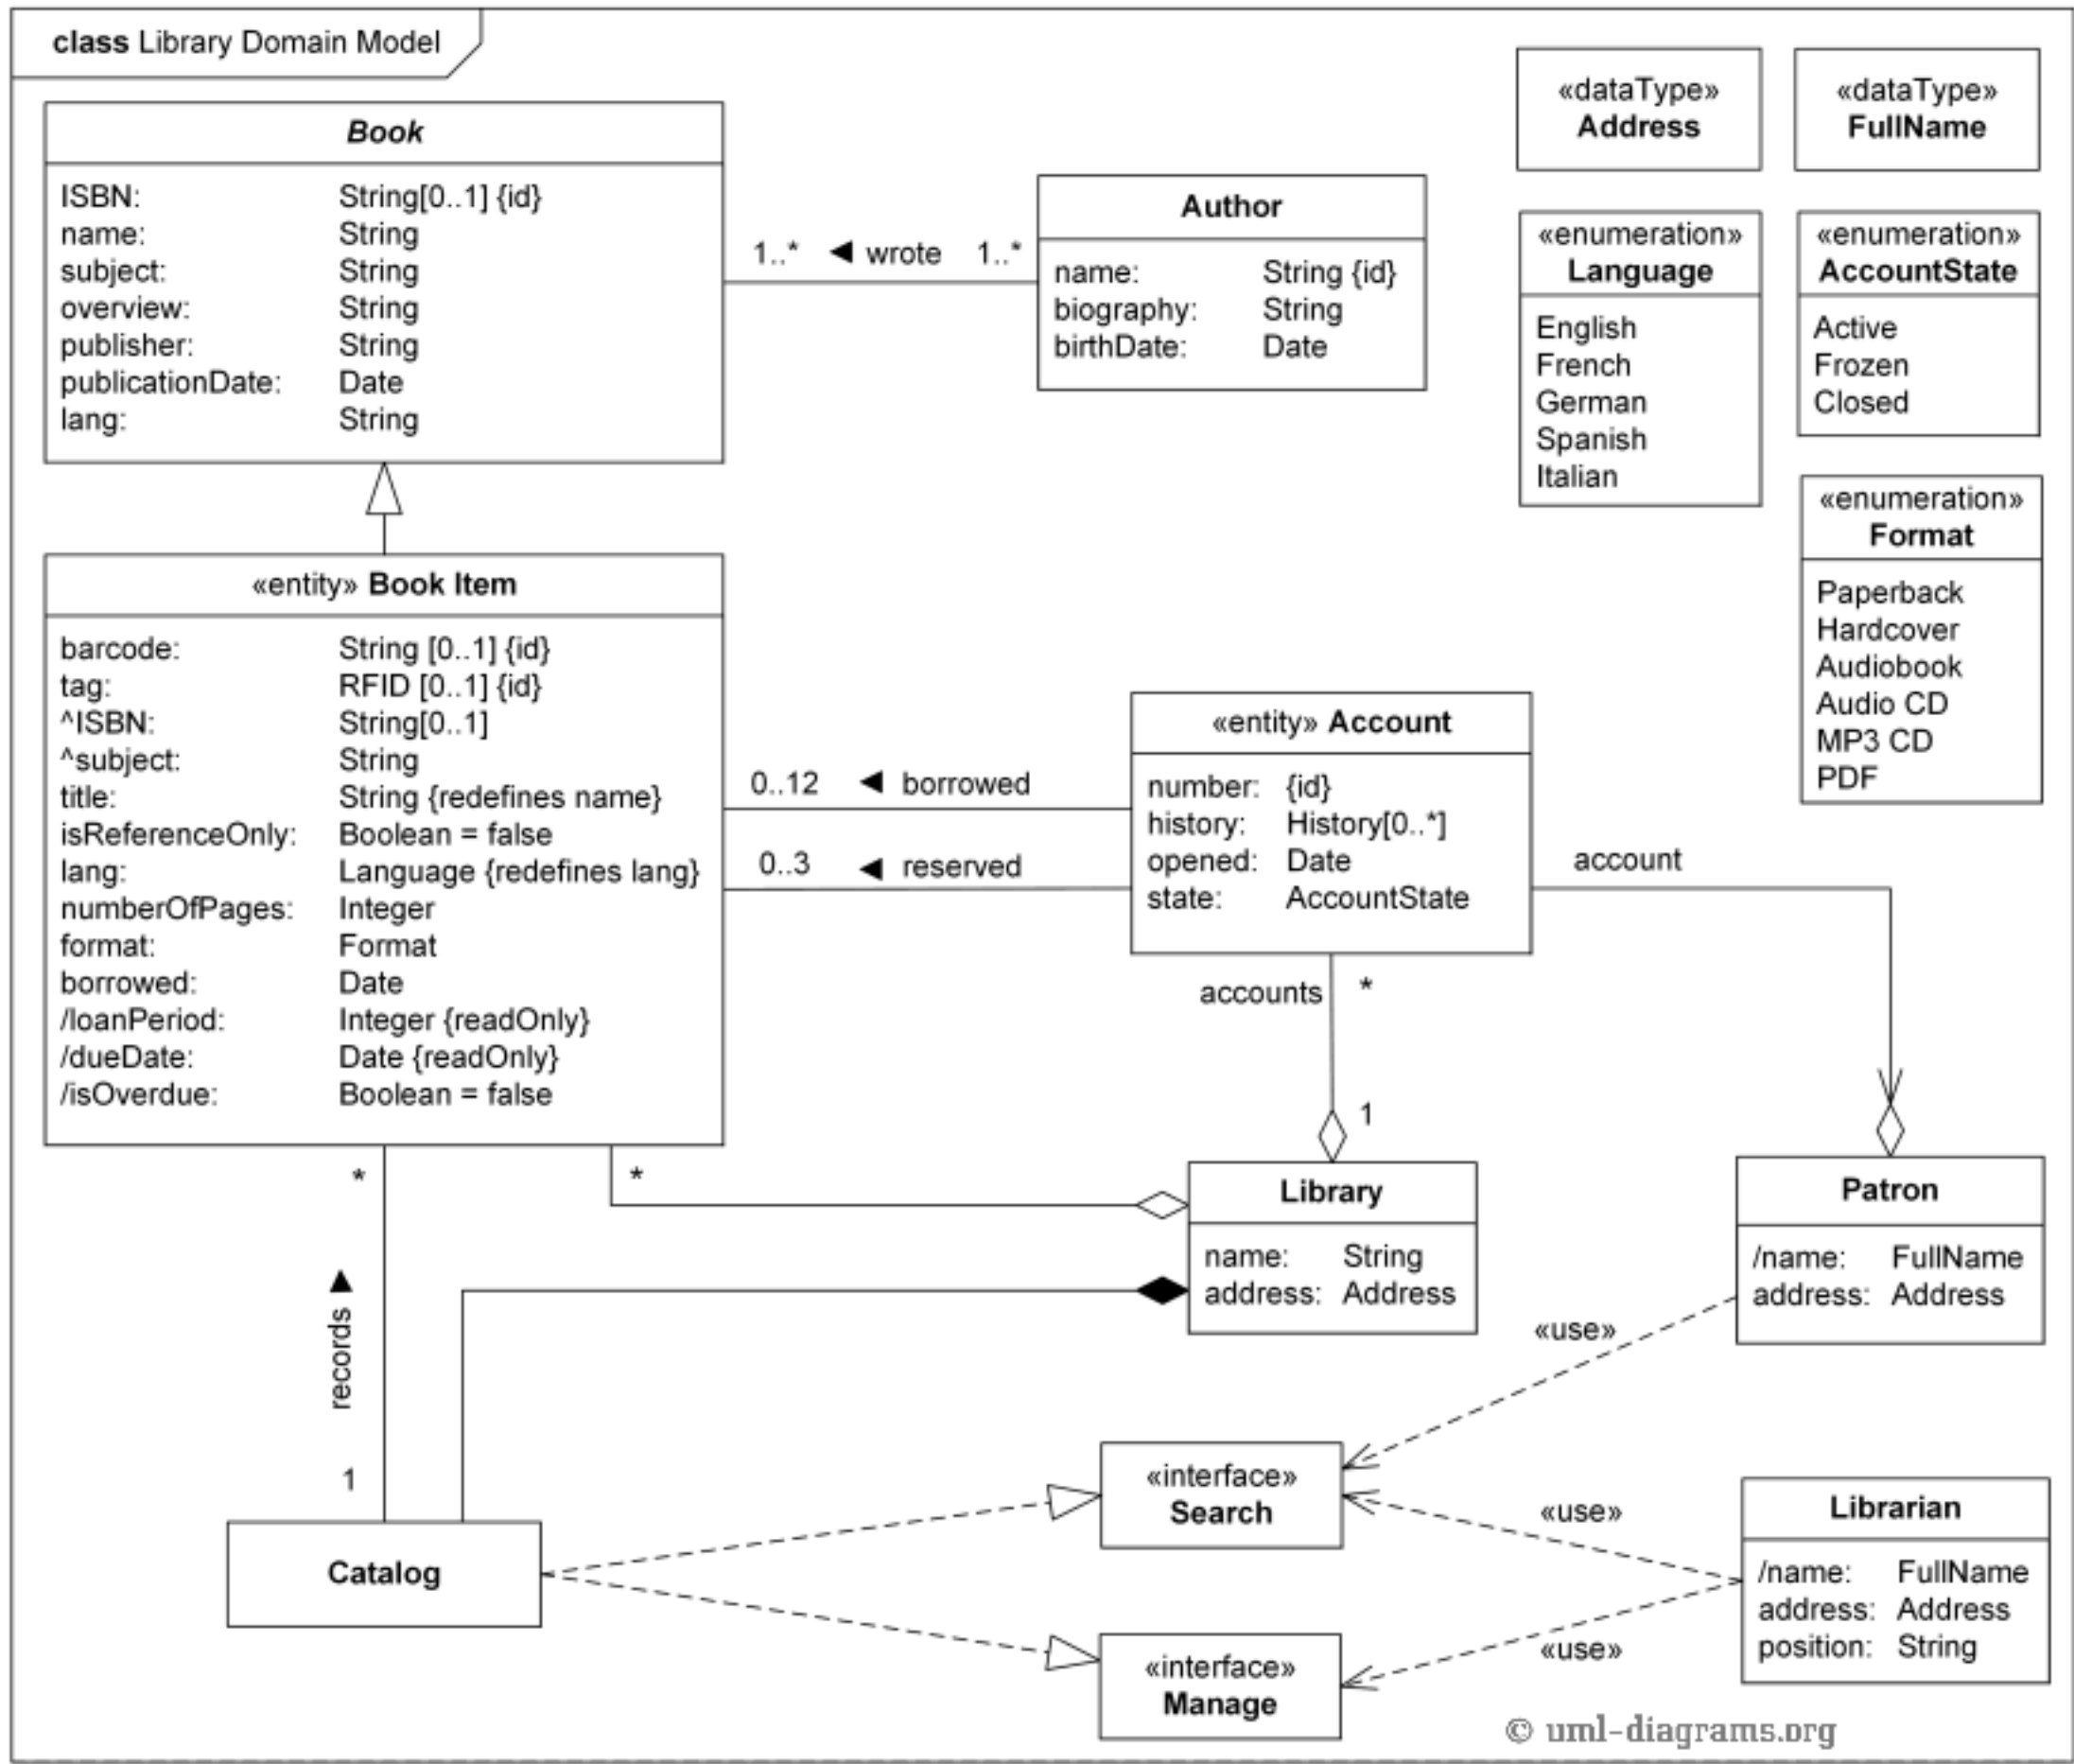 class Library Domain Model
Book
ISBN: String[0..1] {id}
name: String
subject: String
overview: String
publisher: String
publicationDate: Date
lang: String
1..* ◀ wrote 1..*
Author
name: String {id}
biography: String
birthDate: Date
«dataType»
Address
«dataType»
FullName
«enumeration»
Language
English
French
German
Spanish
Italian
«enumeration»
AccountState
Active
Frozen
Closed
«enumeration»
Format
Paperback
Hardcover
Audiobook
Audio CD
MP3 CD
PDF
«entity» Book Item
barcode: String [0..1] {id}
tag: RFID [0..1] {id}
^ISBN: String[0..1]
^subject: String
title: String {redefines name}
isReferenceOnly: Boolean = false
lang: Language {redefines lang}
numberOfPages: Integer
format: Format
borrowed: Date
/loanPeriod: Integer {readOnly}
/dueDate: Date {readOnly}
/isOverdue: Boolean = false
0..12 ◀ borrowed
0..3 ◀ reserved
«entity» Account
number: {id}
history: History[0..*]
opened: Date
state: AccountState
account
accounts *
1
*
*
Library
name: String
address: Address
Patron
/name: FullName
address: Address
records ▶
1
Catalog
«use»
«interface»
Search
«use»
«use»
«interface»
Manage
Librarian
/name: FullName
address: Address
position: String
© uml-diagrams.org